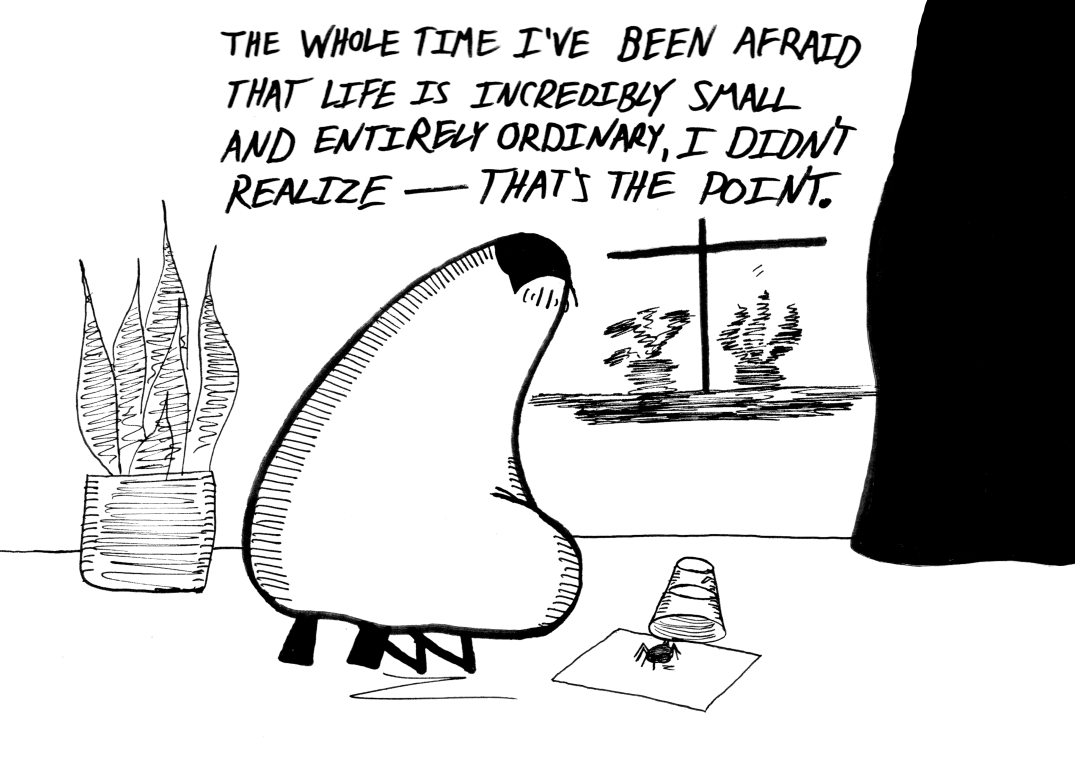 THE WHOLE TIME I'VE BEEN AFRAID
THAT LIFE IS INCREDIBLY SMALL
AND ENTIRELY ORDINARY, I DIDN'T
REALIZE — THAT'S THE POINT.